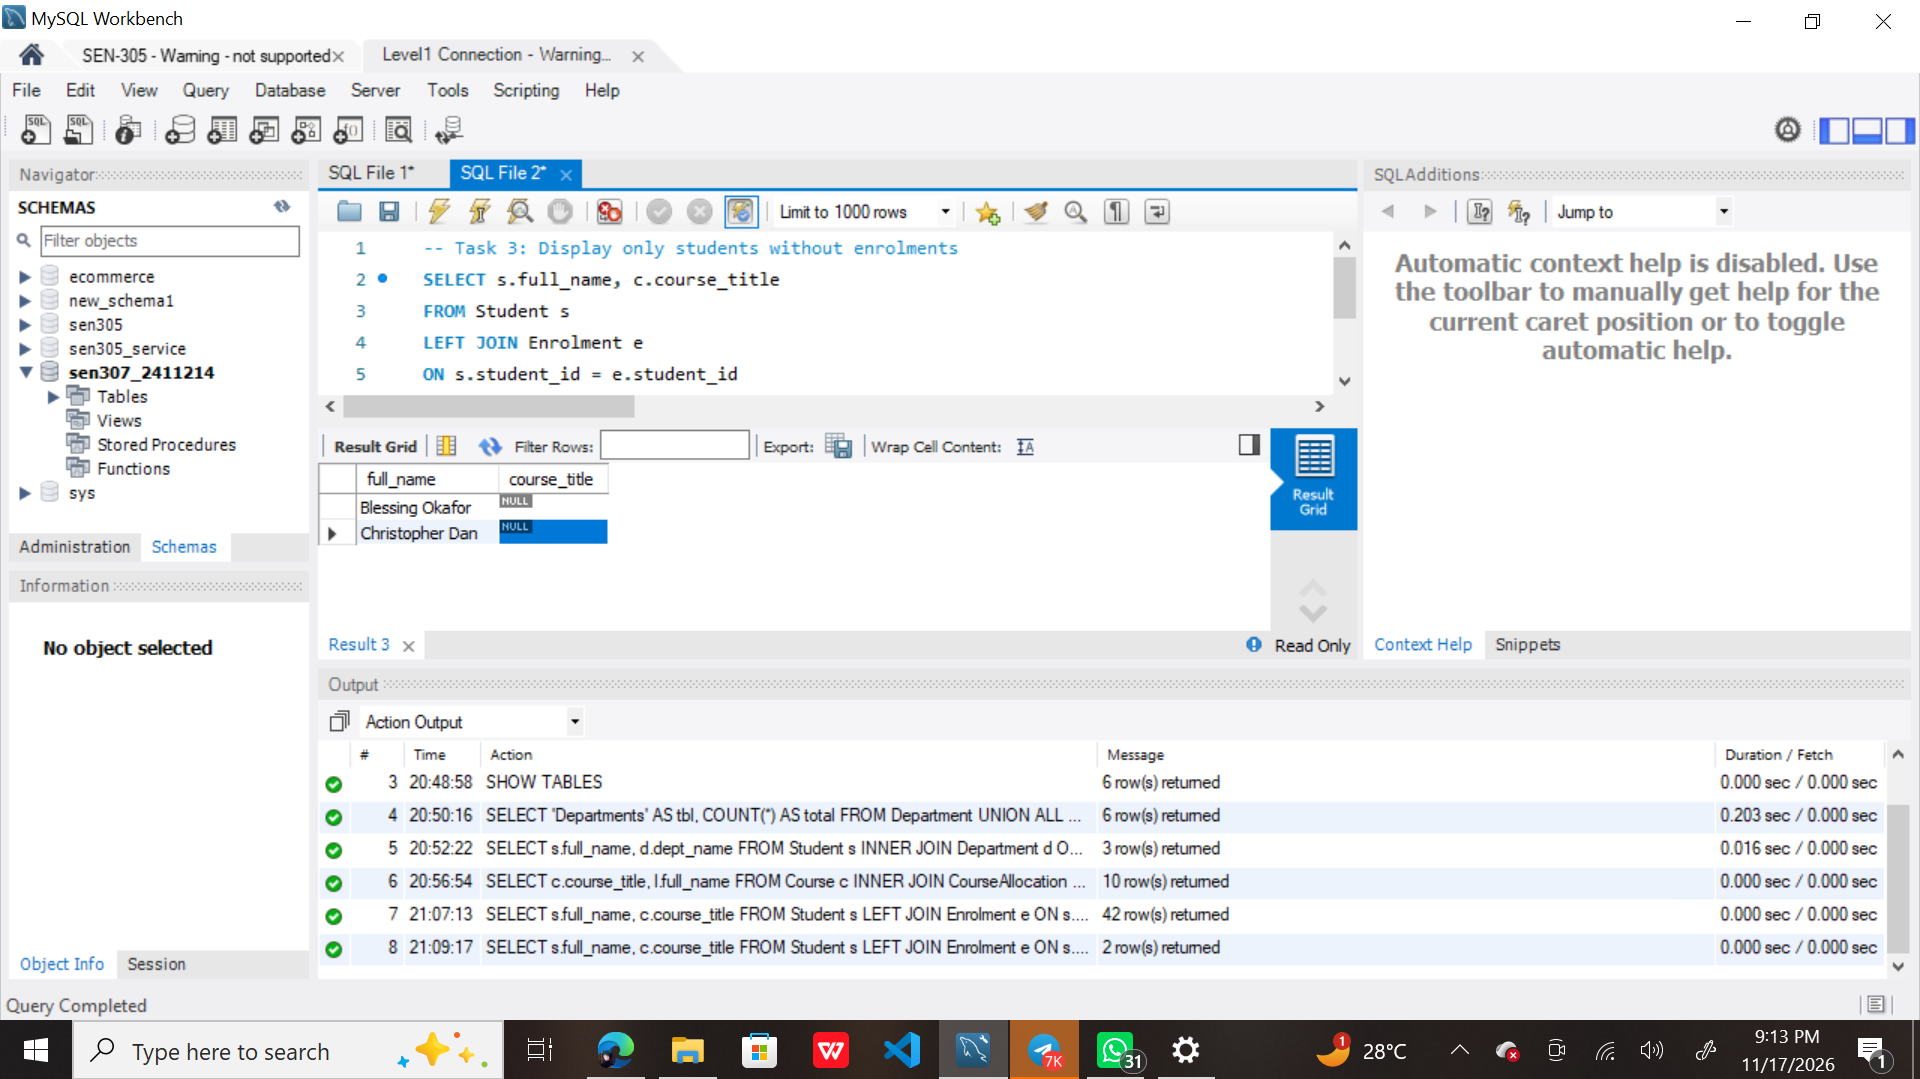 MySQL Workbench
SEN-305 - Warning - not supported
Level1 Connection - Warning...
File Edit View Query Database Server Tools Scripting Help
Navigator
SCHEMAS
Filter objects
ecommerce
new_schema1
sen305
sen305_service
sen307_2411214
Tables
Views
Stored Procedures
Functions
sys
Administration Schemas
Information
No object selected
Object Info Session
SQL File 1* SQL File 2*
Limit to 1000 rows
1 -- Task 3: Display only students without enrolments
2 SELECT s.full_name, c.course_title
3 FROM Student s
4 LEFT JOIN Enrolment e
5 ON s.student_id = e.student_id
Result Grid Filter Rows: Export: Wrap Cell Content:
full_name course_title
Blessing Okafor NULL
Christopher Dan NULL
Result Grid
Result 3 Read Only
SQLAdditions
Jump to
Automatic context help is disabled. Use
the toolbar to manually get help for the
current caret position or to toggle
automatic help.
Context Help Snippets
Output
Action Output
# Time Action Message Duration / Fetch
3 20:48:58 SHOW TABLES 6 row(s) returned 0.000 sec / 0.000 sec
4 20:50:16 SELECT 'Departments' AS tbl, COUNT(*) AS total FROM Department UNION ALL ... 6 row(s) returned 0.203 sec / 0.000 sec
5 20:52:22 SELECT s.full_name, d.dept_name FROM Student s INNER JOIN Department d O... 3 row(s) returned 0.016 sec / 0.000 sec
6 20:56:54 SELECT c.course_title, l.full_name FROM Course c INNER JOIN CourseAllocation ... 10 row(s) returned 0.000 sec / 0.000 sec
7 21:07:13 SELECT s.full_name, c.course_title FROM Student s LEFT JOIN Enrolment e ON s.... 42 row(s) returned 0.000 sec / 0.000 sec
8 21:09:17 SELECT s.full_name, c.course_title FROM Student s LEFT JOIN Enrolment e ON s.... 2 row(s) returned 0.000 sec / 0.000 sec
Query Completed
Type here to search
7K
31
1
28°C
9:13 PM
11/17/2026
1